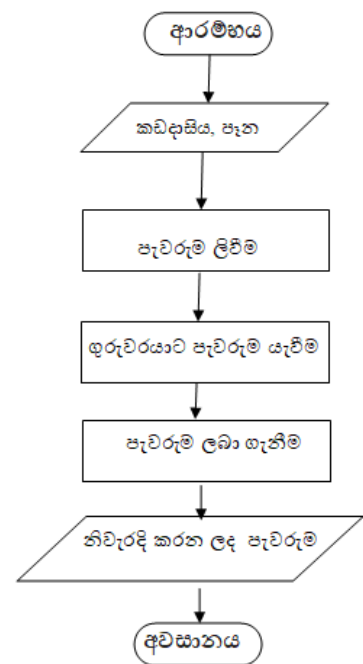 ආරම්භය
කඩදාසිය, පෑන
පැවරුම ලිවීම
ගුරුවරයාට පැවරුම යැවීම
පැවරුම ලබා ගැනීම
නිවැරදි කරන ලද පැවරුම
අවසානය